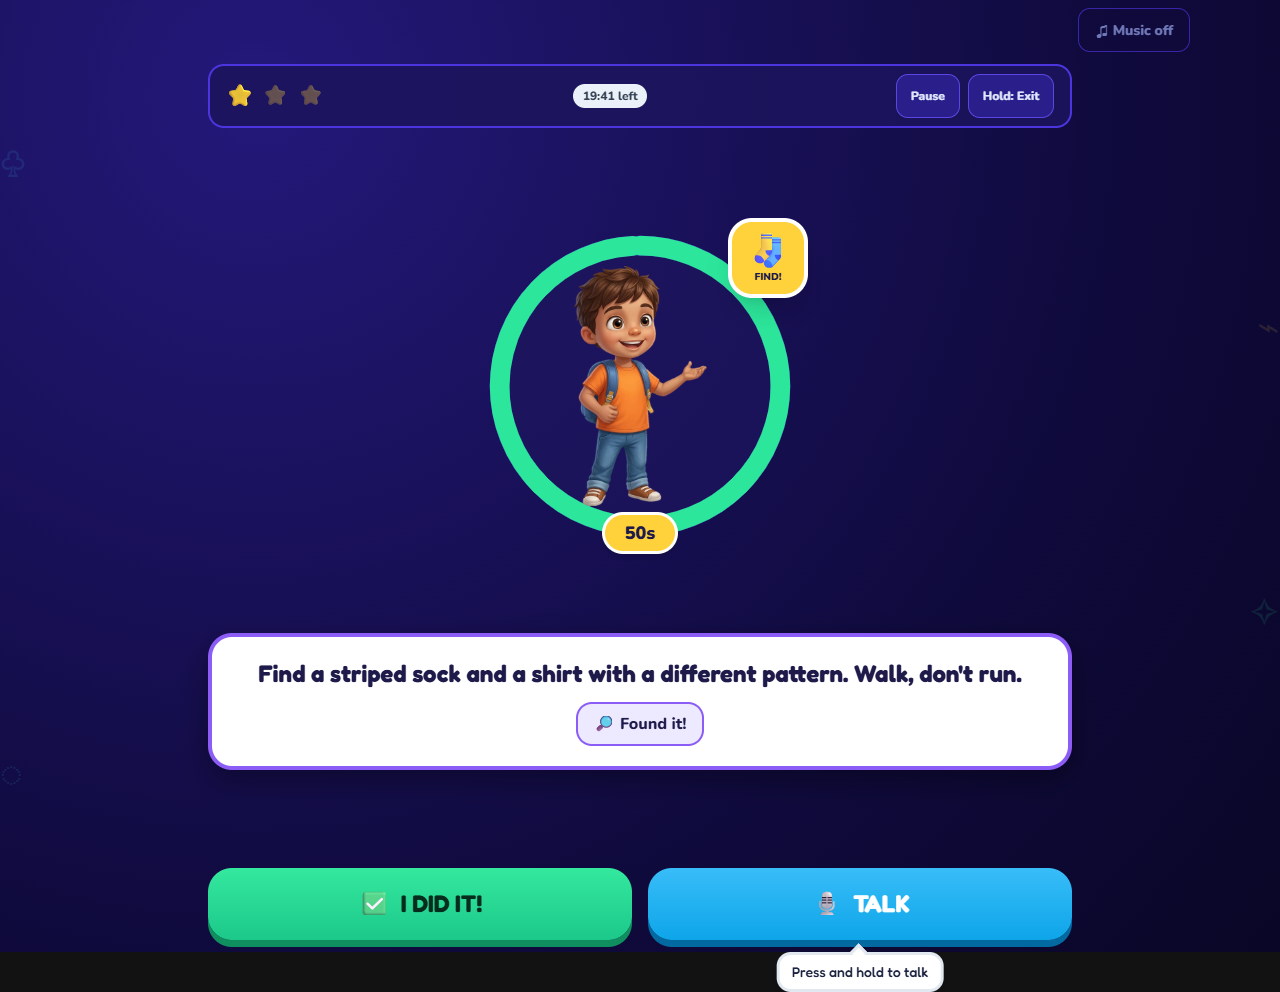 ♫ Music off
19:41 left
Pause
Hold: Exit
FIND!
50s
Find a striped sock and a shirt with a different pattern. Walk, don't run.
Found it!
I DID IT!
TALK
Press and hold to talk